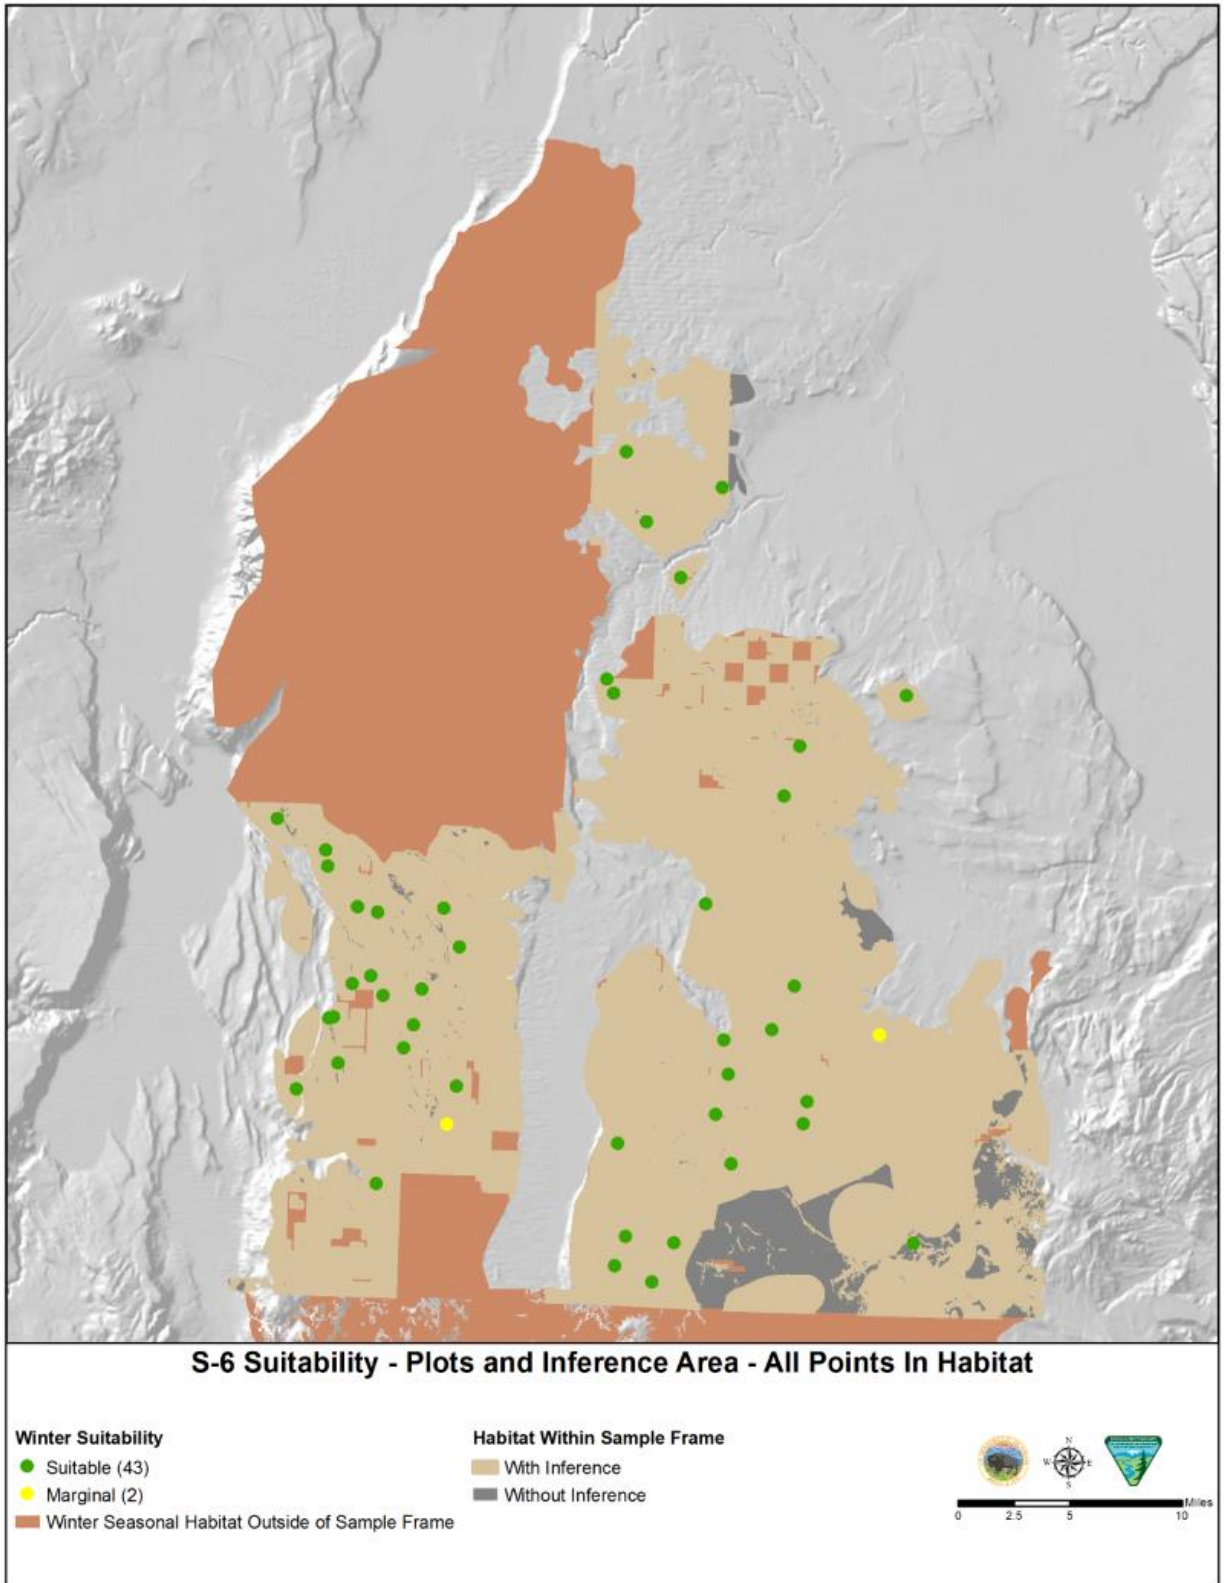 S-6 Suitability - Plots and Inference Area - All Points In Habitat
Winter Suitability
Suitable (43)
Marginal (2)
Winter Seasonal Habitat Outside of Sample Frame
Habitat Within Sample Frame
With Inference
Without Inference
N
W E
S
Miles
0 2.5 5 10